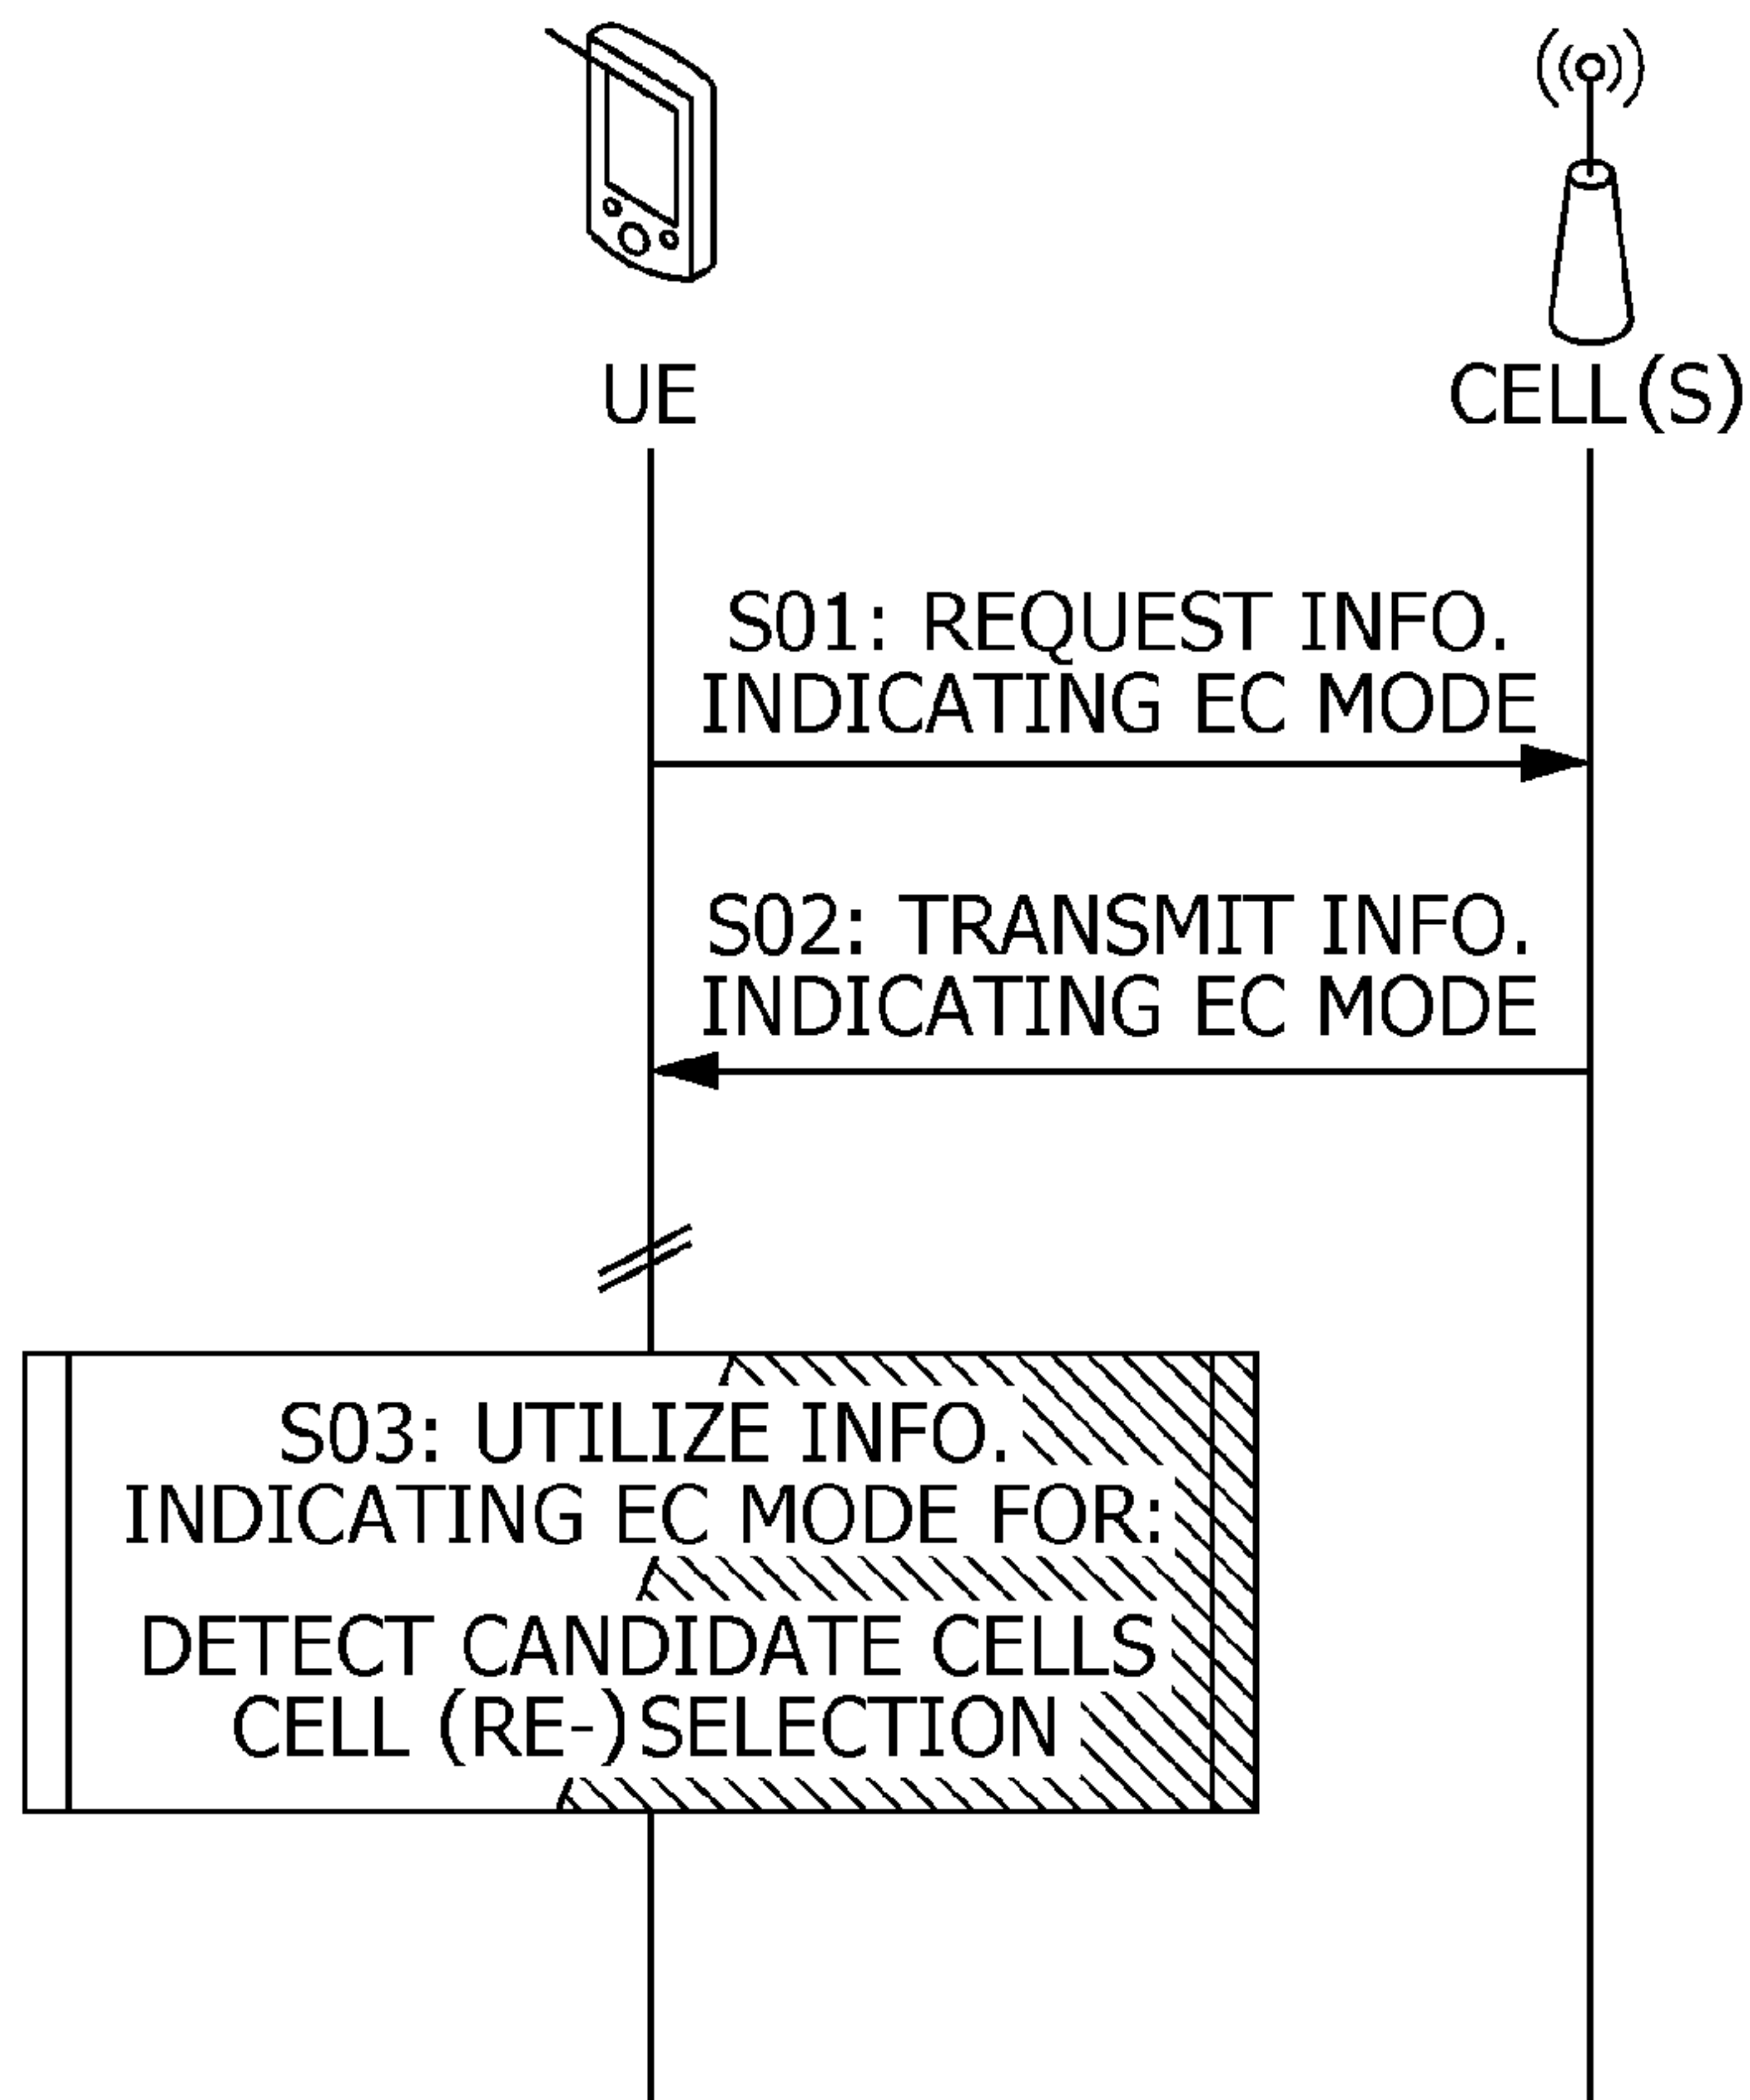 UE
CELL(S)
S01: REQUEST INFO.
INDICATING EC MODE
S02: TRANSMIT INFO.
INDICATING EC MODE
S03: UTILIZE INFO.
INDICATING EC MODE FOR:
DETECT CANDIDATE CELLS
CELL (RE-)SELECTION